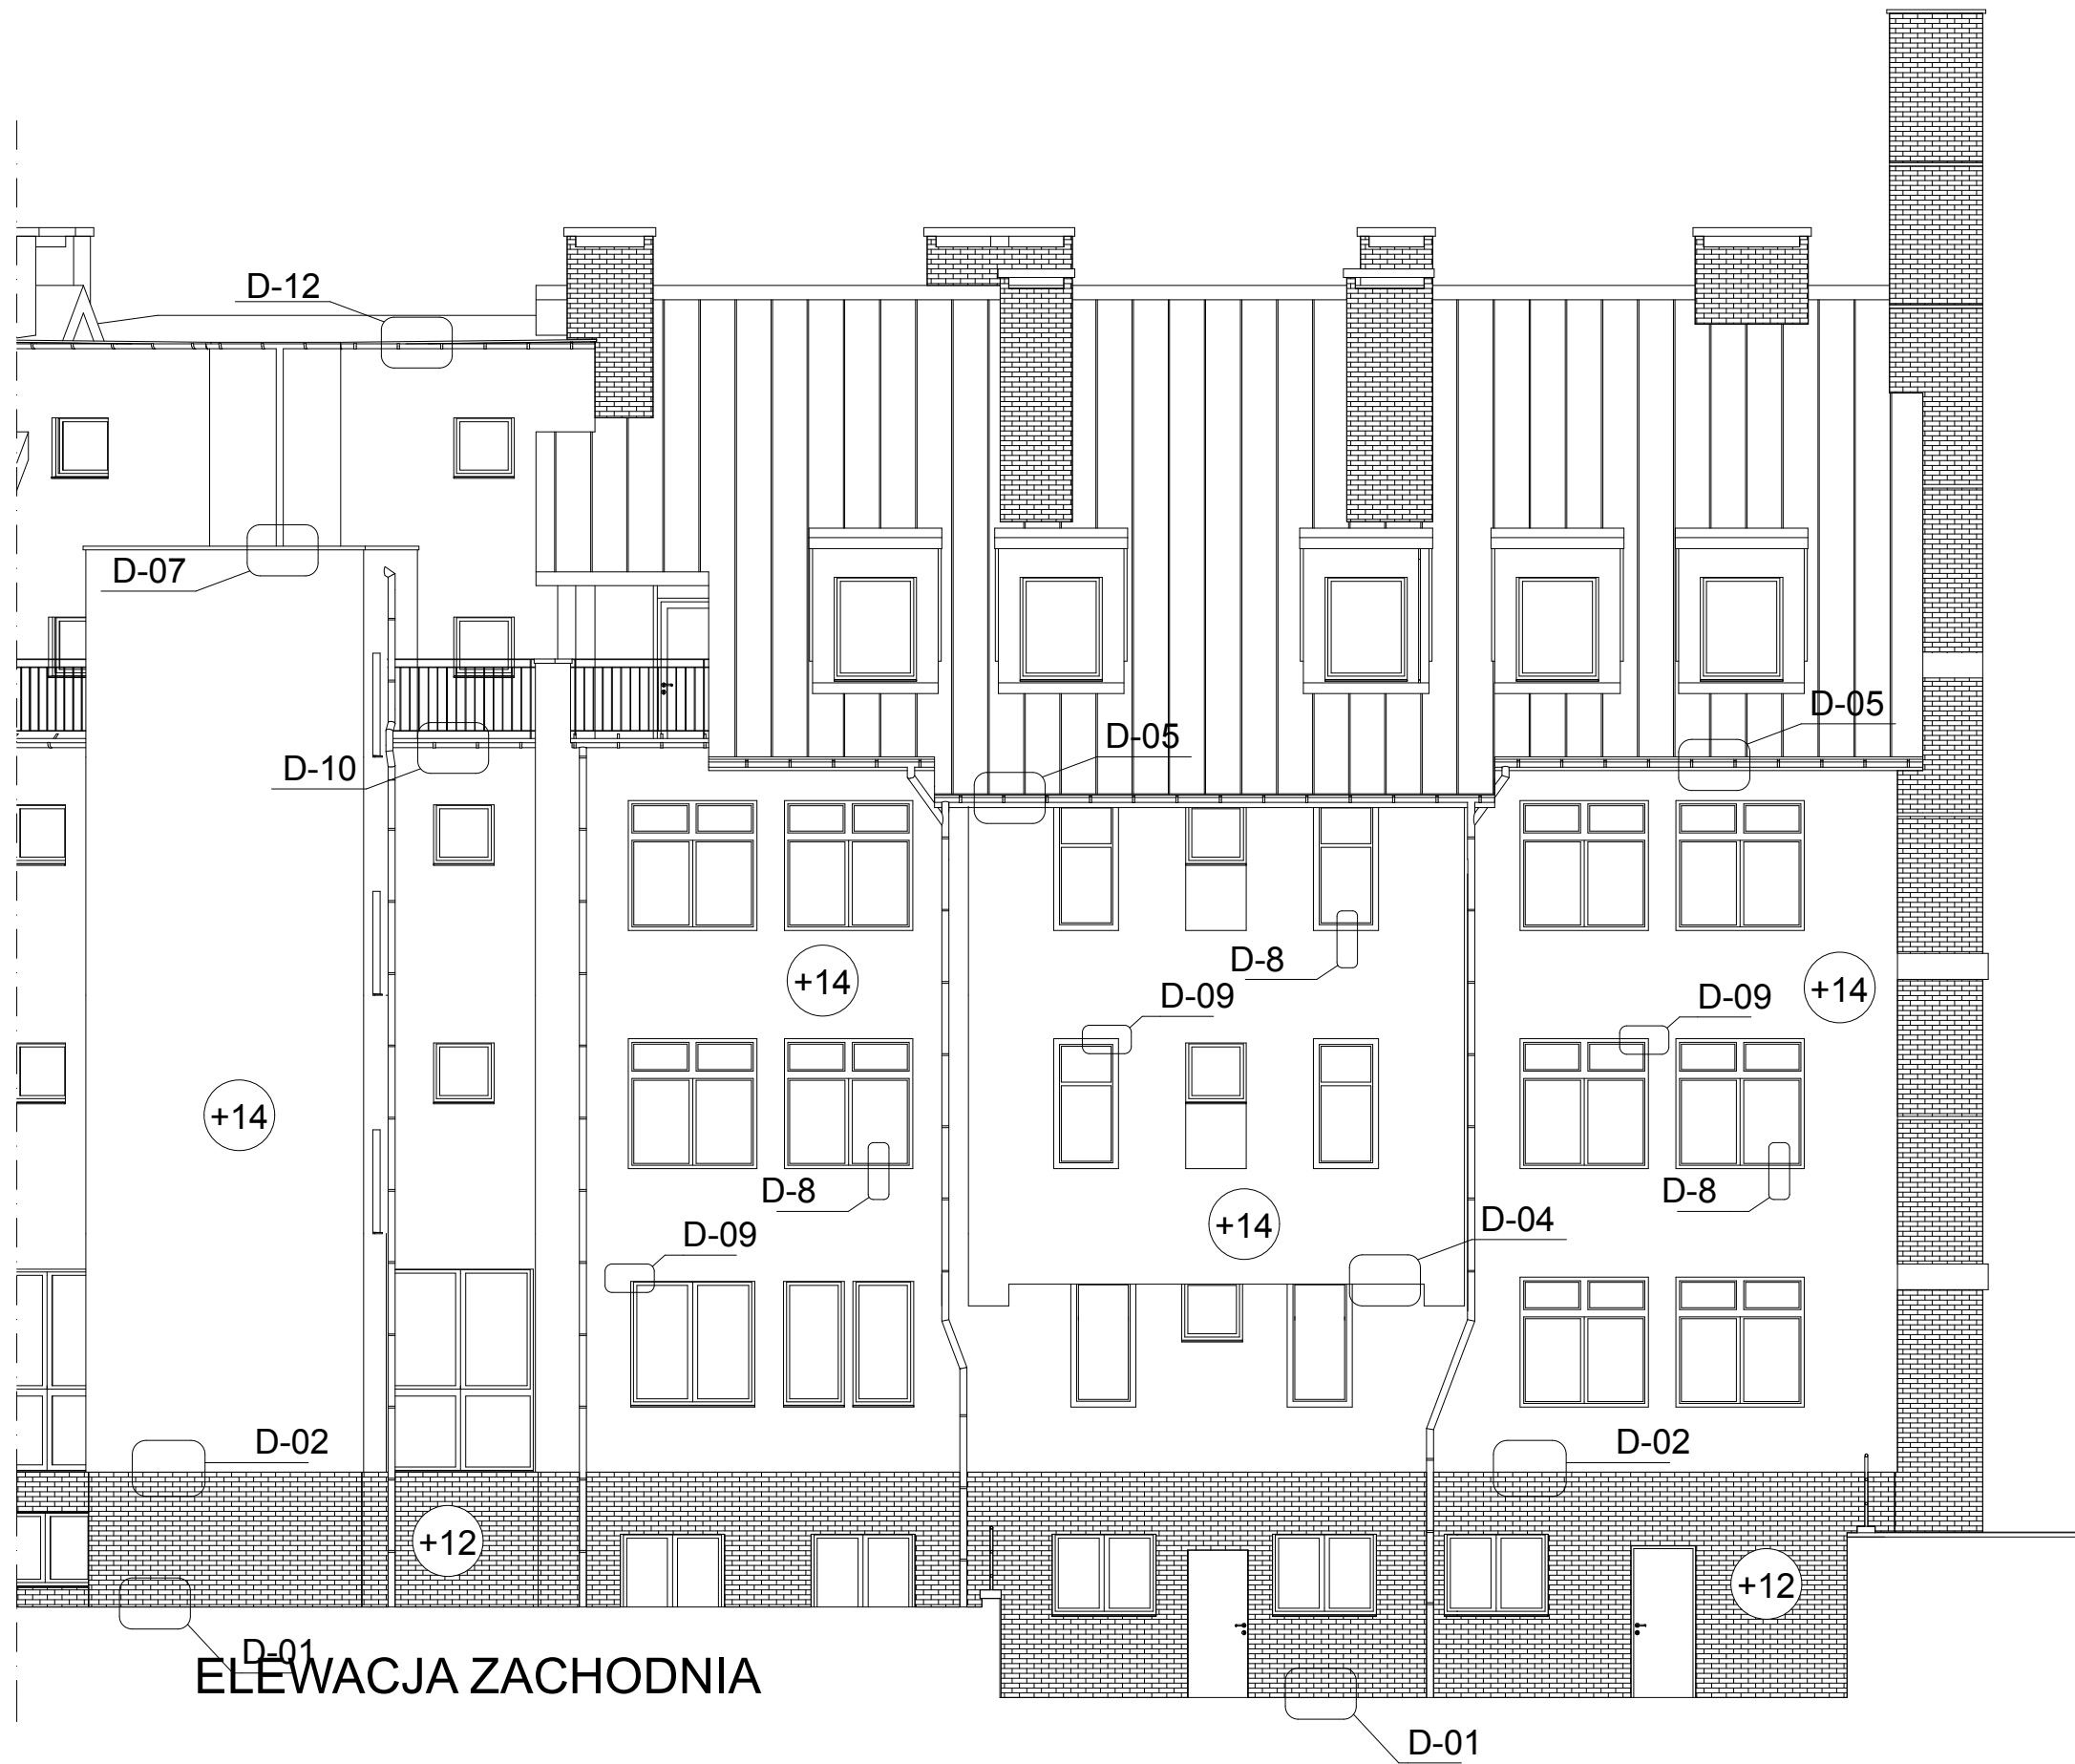 D-12
D-07
D-05
D-05
D-10
D-8
+14
+14
D-09
D-09
+14
D-8
D-8
+14
D-04
D-09
D-02
D-02
+12
+12
D-01
ELEWACJA ZACHODNIA
D-01